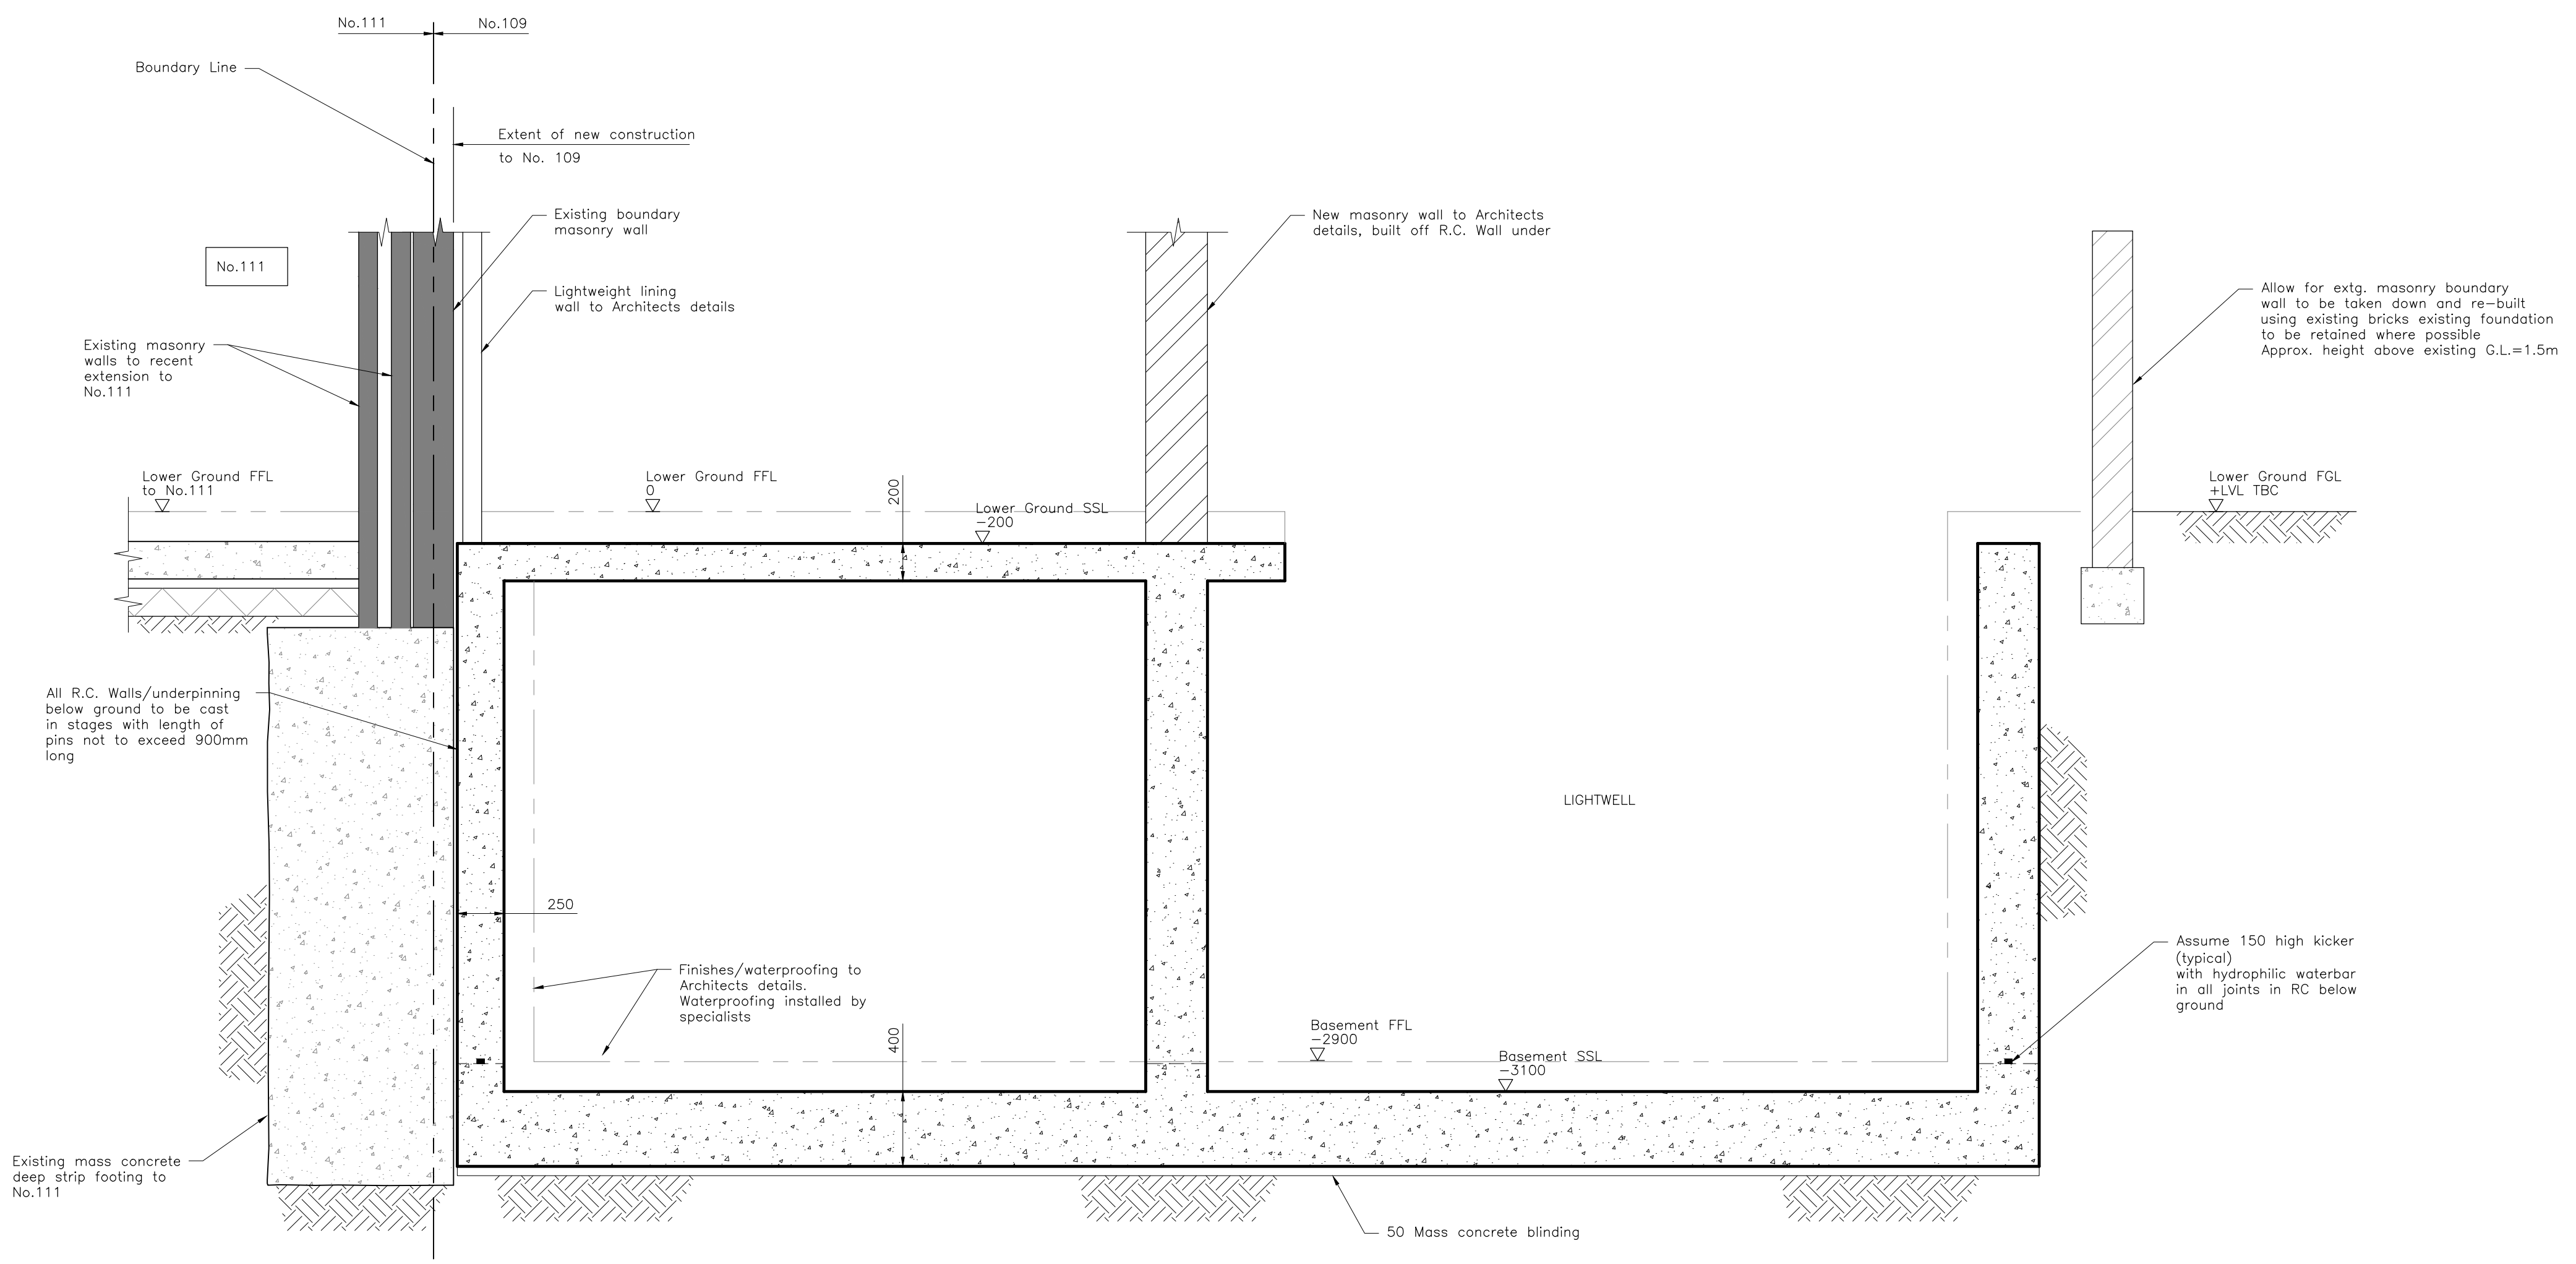 No.111
No.109
Boundary Line
Extent of new construction
to No. 109
Existing boundary
masonry wall
New masonry wall to Architects
details, built off R.C. Wall under
No.111
Lightweight lining
wall to Architects details
Allow for extg. masonry boundary
wall to be taken down and re-built
using existing bricks existing foundation
to be retained where possible
Approx. height above existing G.L.=1.5m
Existing masonry
walls to recent
extension to
No.111
Lower Ground FFL
to No.111
Lower Ground FFL
0
200
Lower Ground SSL
-200
Lower Ground FGL
+LVL TBC
All R.C. Walls/underpinning
below ground to be cast
in stages with length of
pins not to exceed 900mm
long
LIGHTWELL
250
Finishes/waterproofing to
Architects details.
Waterproofing installed by
specialists
Assume 150 high kicker
(typical)
with hydrophilic waterbar
in all joints in RC below
ground
400
Basement FFL
-2900
Basement SSL
-3100
Existing mass concrete
deep strip footing to
No.111
50 Mass concrete blinding